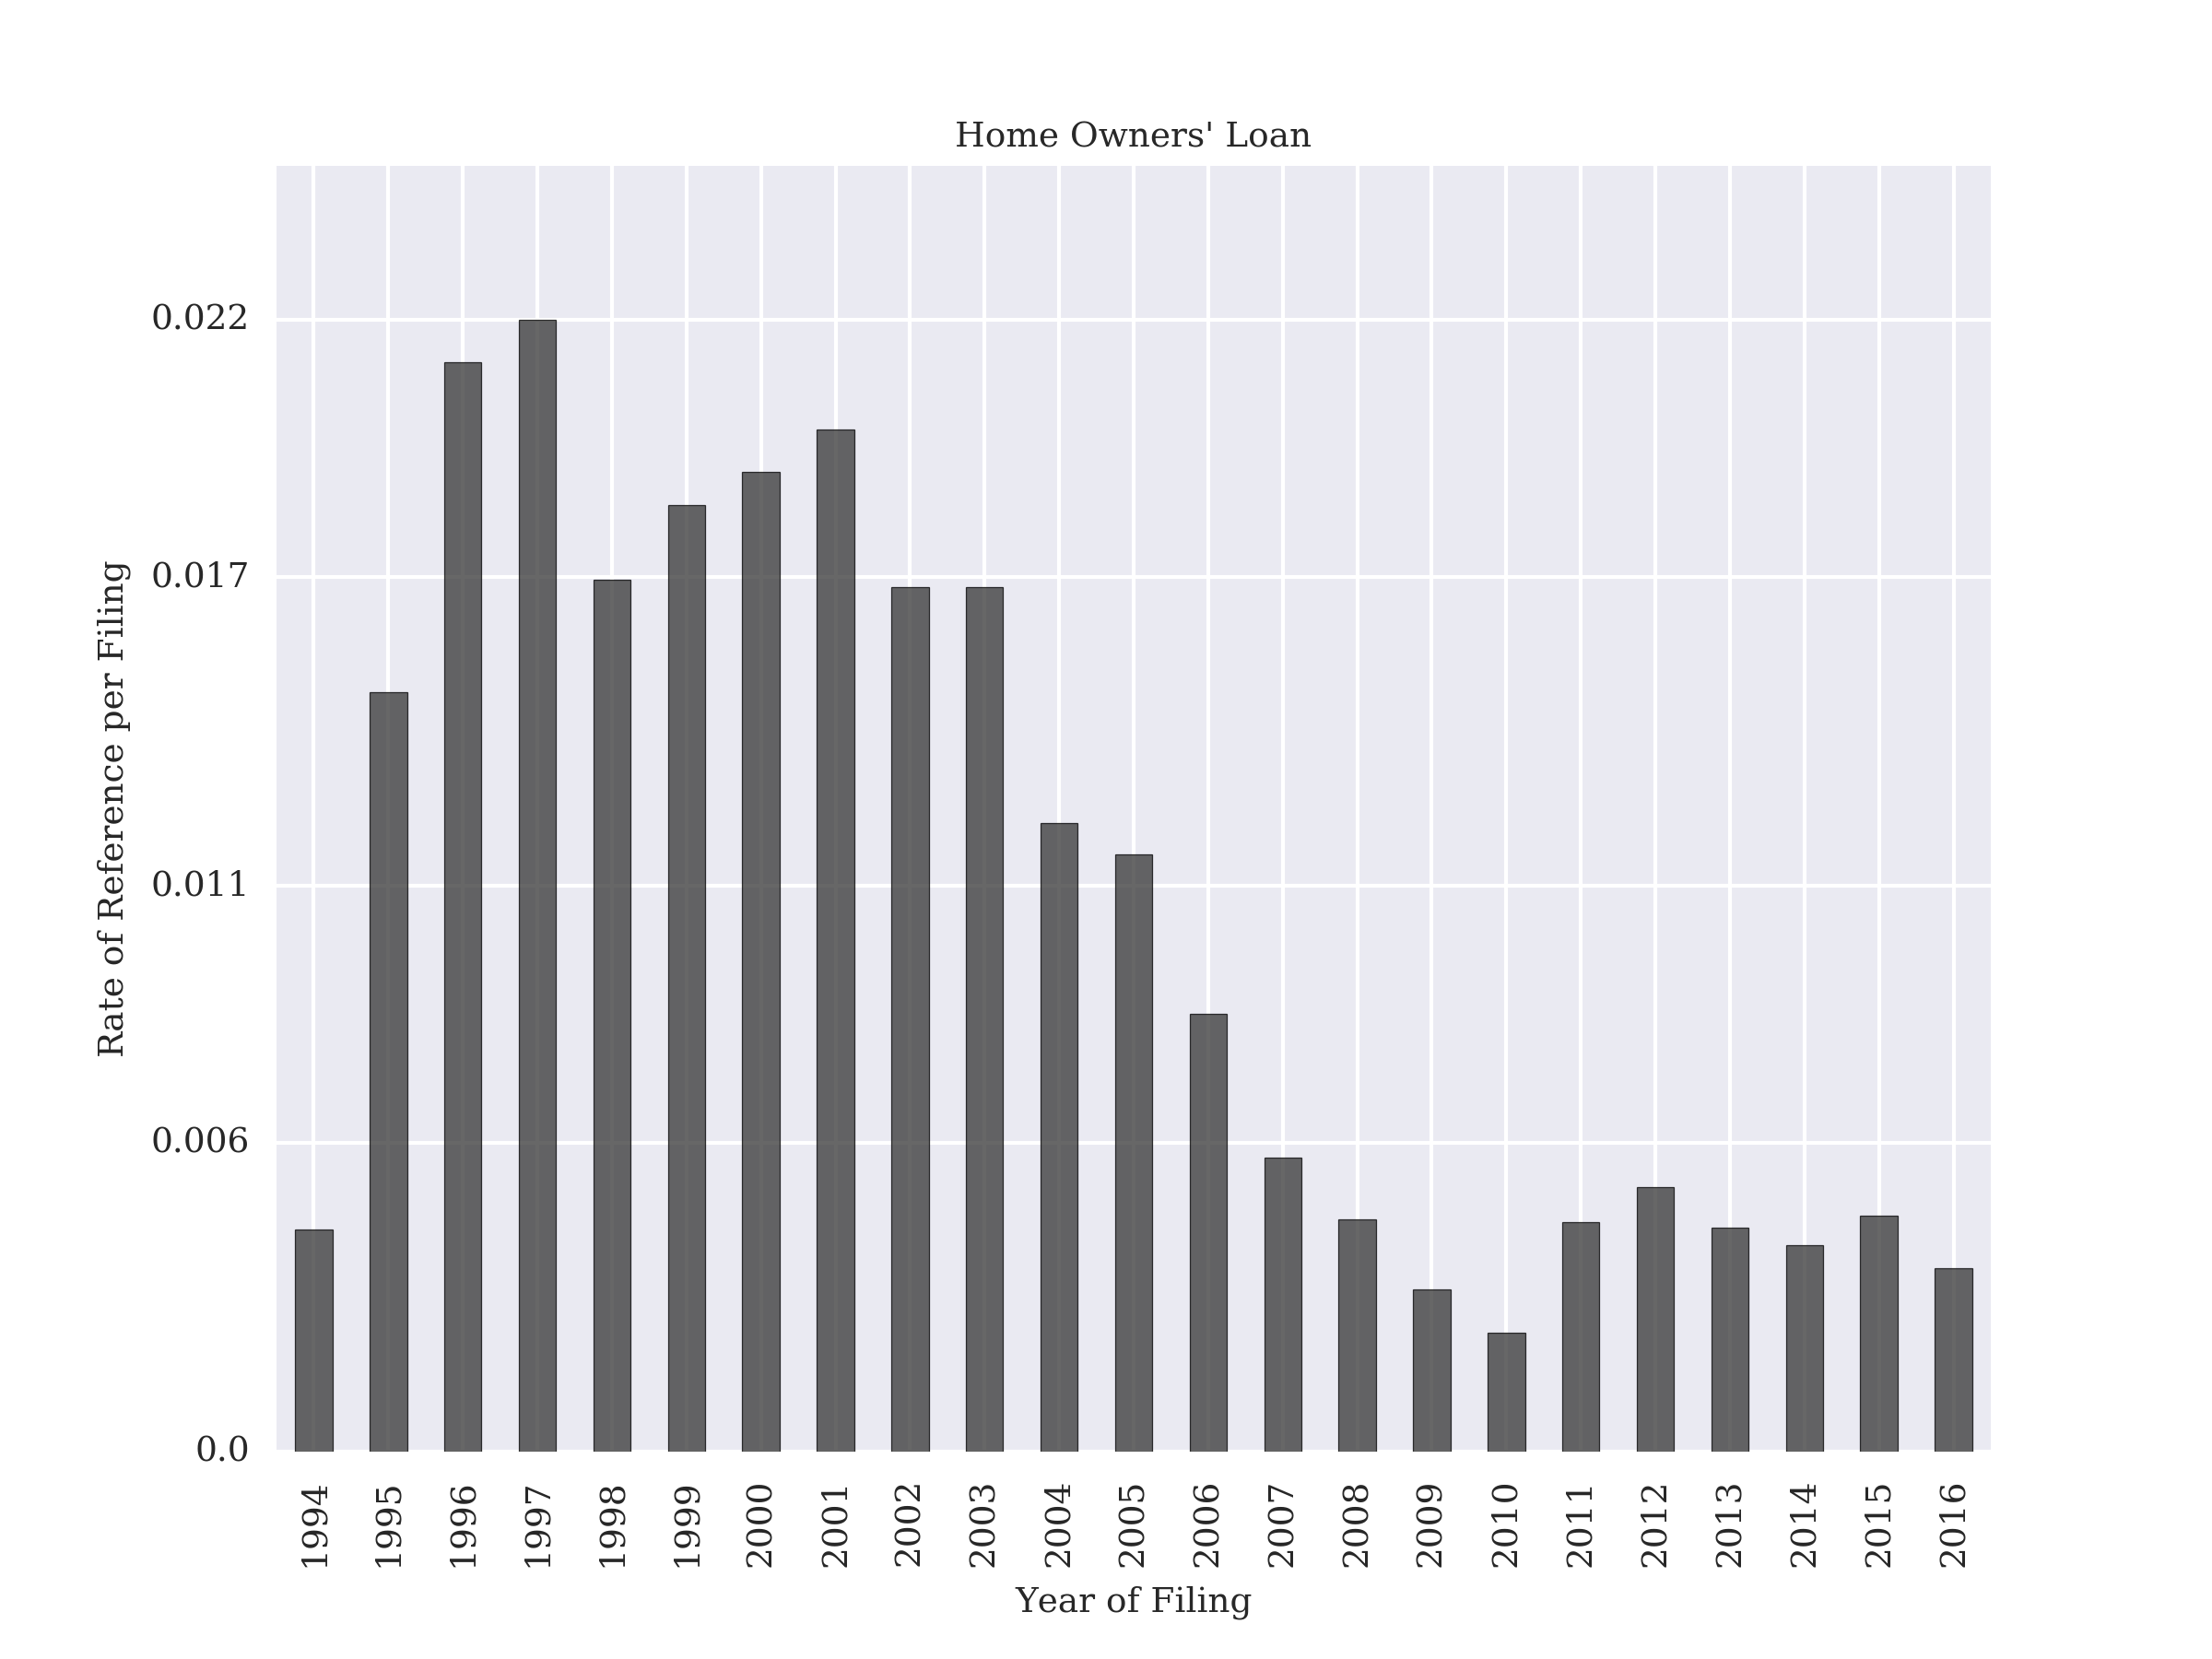 Home Owners' Loan
Rate of Reference per Filing
0.022
0.017
0.011
0.006
0.0
1994 1995 1996 1997 1998 1999 2000 2001 2002 2003 2004 2005 2006 2007 2008 2009 2010 2011 2012 2013 2014 2015 2016
Year of Filing